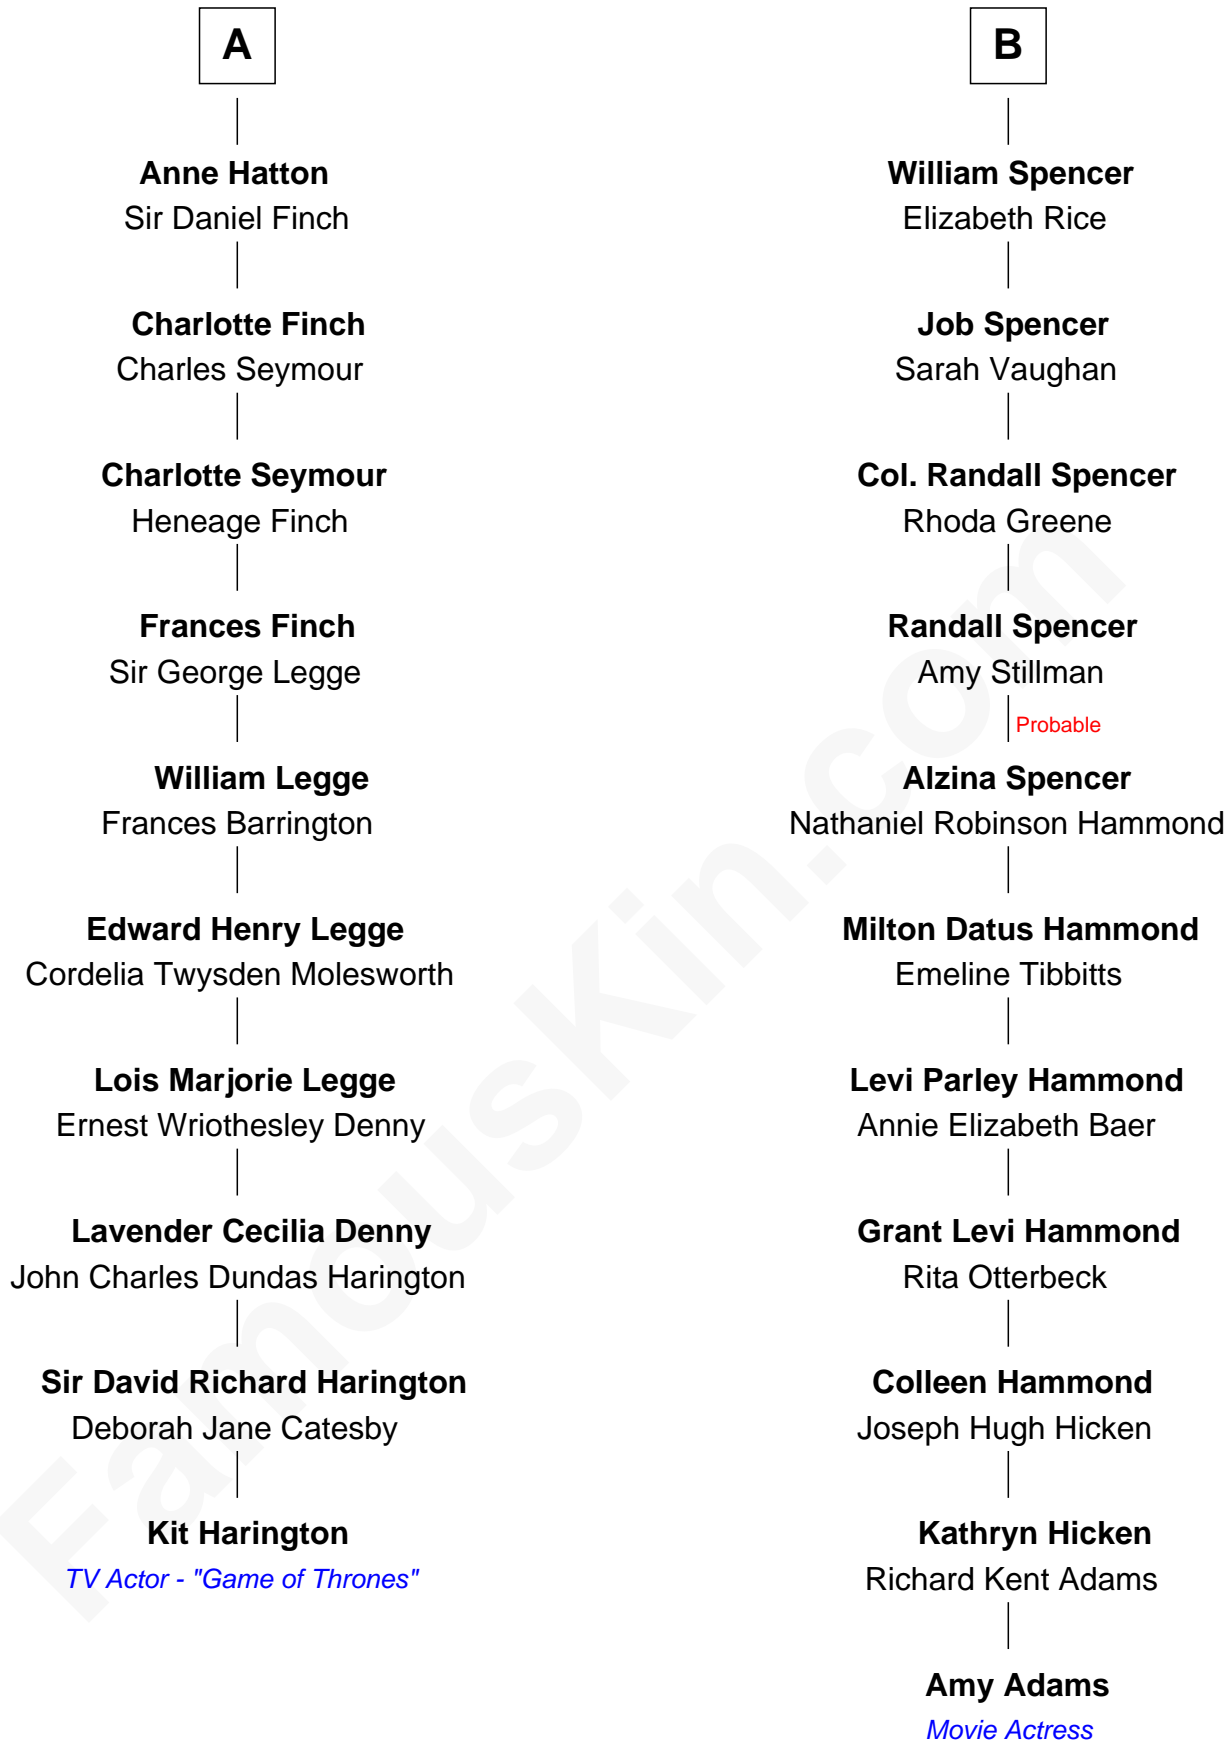 A
Anne Hatton
Sir Daniel Finch
Charlotte Finch
Charles Seymour
Charlotte Seymour
Heneage Finch
Frances Finch
Sir George Legge
William Legge
Frances Barrington
Edward Henry Legge
Cordelia Twysden Molesworth
Lois Marjorie Legge
Ernest Wriothesley Denny
Lavender Cecilia Denny
John Charles Dundas Harington
Sir David Richard Harington
Deborah Jane Catesby
Kit Harington
TV Actor - "Game of Thrones"
B
William Spencer
Elizabeth Rice
Job Spencer
Sarah Vaughan
Col. Randall Spencer
Rhoda Greene
Randall Spencer
Amy Stillman
Probable
Alzina Spencer
Nathaniel Robinson Hammond
Milton Datus Hammond
Emeline Tibbitts
Levi Parley Hammond
Annie Elizabeth Baer
Grant Levi Hammond
Rita Otterbeck
Colleen Hammond
Joseph Hugh Hicken
Kathryn Hicken
Richard Kent Adams
Amy Adams
Movie Actress
FamousKin.com